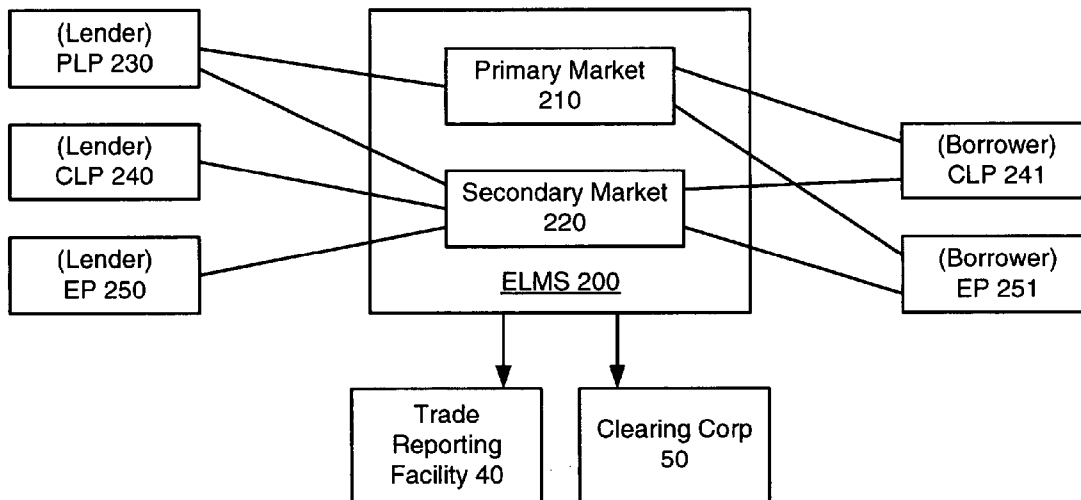 (Lender)
PLP 230
Primary Market
210
(Lender)
CLP 240
(Borrower)
CLP 241
Secondary Market
220
(Lender)
EP 250
(Borrower)
EP 251
ELMS 200
Trade
Reporting
Facility 40
Clearing Corp
50